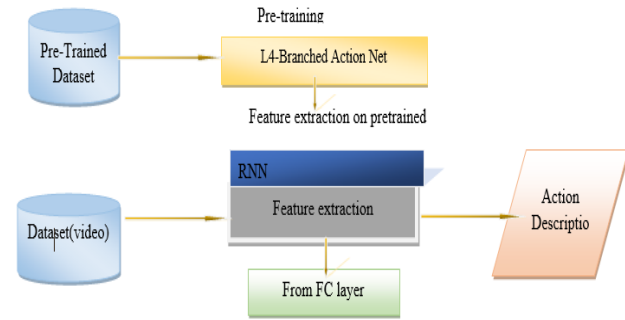 Pre-training
Pre-Trained
Dataset
L4-Branched Action Net
Feature extraction on pretrained
RNN
Feature extraction
Dataset(video)
Action
Descriptio
From FC layer